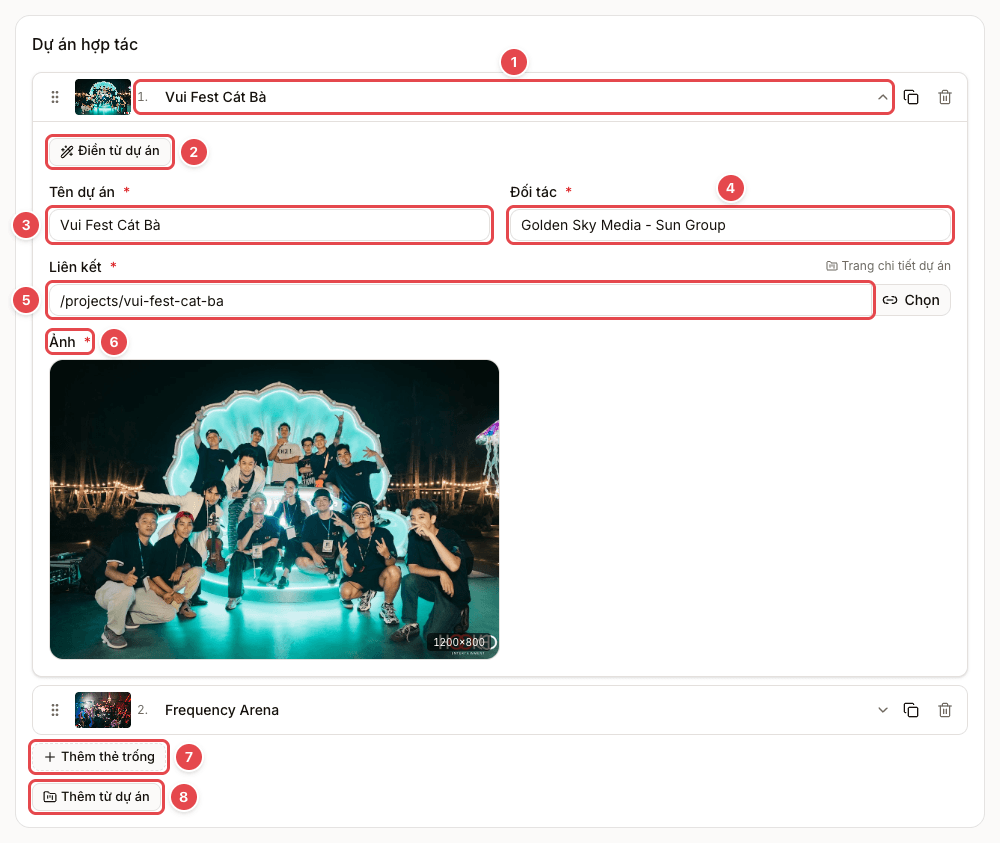 Dự án hợp tác
1
1. Vui Fest Cát Bà
Điền từ dự án
2
Tên dự án *
Đối tác *
4
3
Vui Fest Cát Bà
Golden Sky Media - Sun Group
Liên kết *
Trang chi tiết dự án
5
/projects/vui-fest-cat-ba
Chọn
Ảnh *
6
1200×800
ENTERTAINMENT
2. Frequency Arena
+ Thêm thẻ trống
7
Thêm từ dự án
8